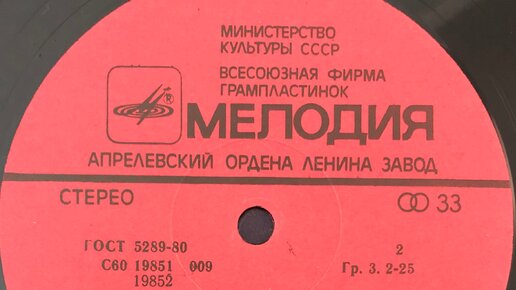 МИНИСТЕРСТВО
КУЛЬТУРЫ СССР
ВСЕСОЮЗНАЯ ФИРМА
ГРАМПЛАСТИНОК
®
МЕЛОДИЯ
АПРЕЛЕВСКИЙ ОРДЕНА ЛЕНИНА ЗАВОД
СТЕРЕО 33
ГОСТ 5289-80 2
С60 19851 009 Гр. 3. 2-25
19852